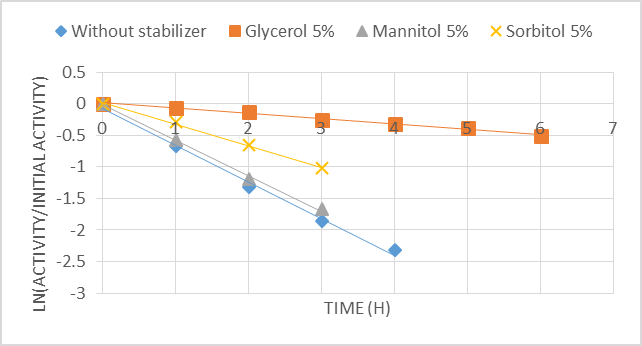 Without stabilizer Glycerol 5% Mannitol 5% Sorbitol 5%
LN(ACTIVITY/INITIAL ACTIVITY)
0.5
0
-0.5
-1
-1.5
-2
-2.5
-3
0 1 2 3 4 5 6 7
TIME (H)